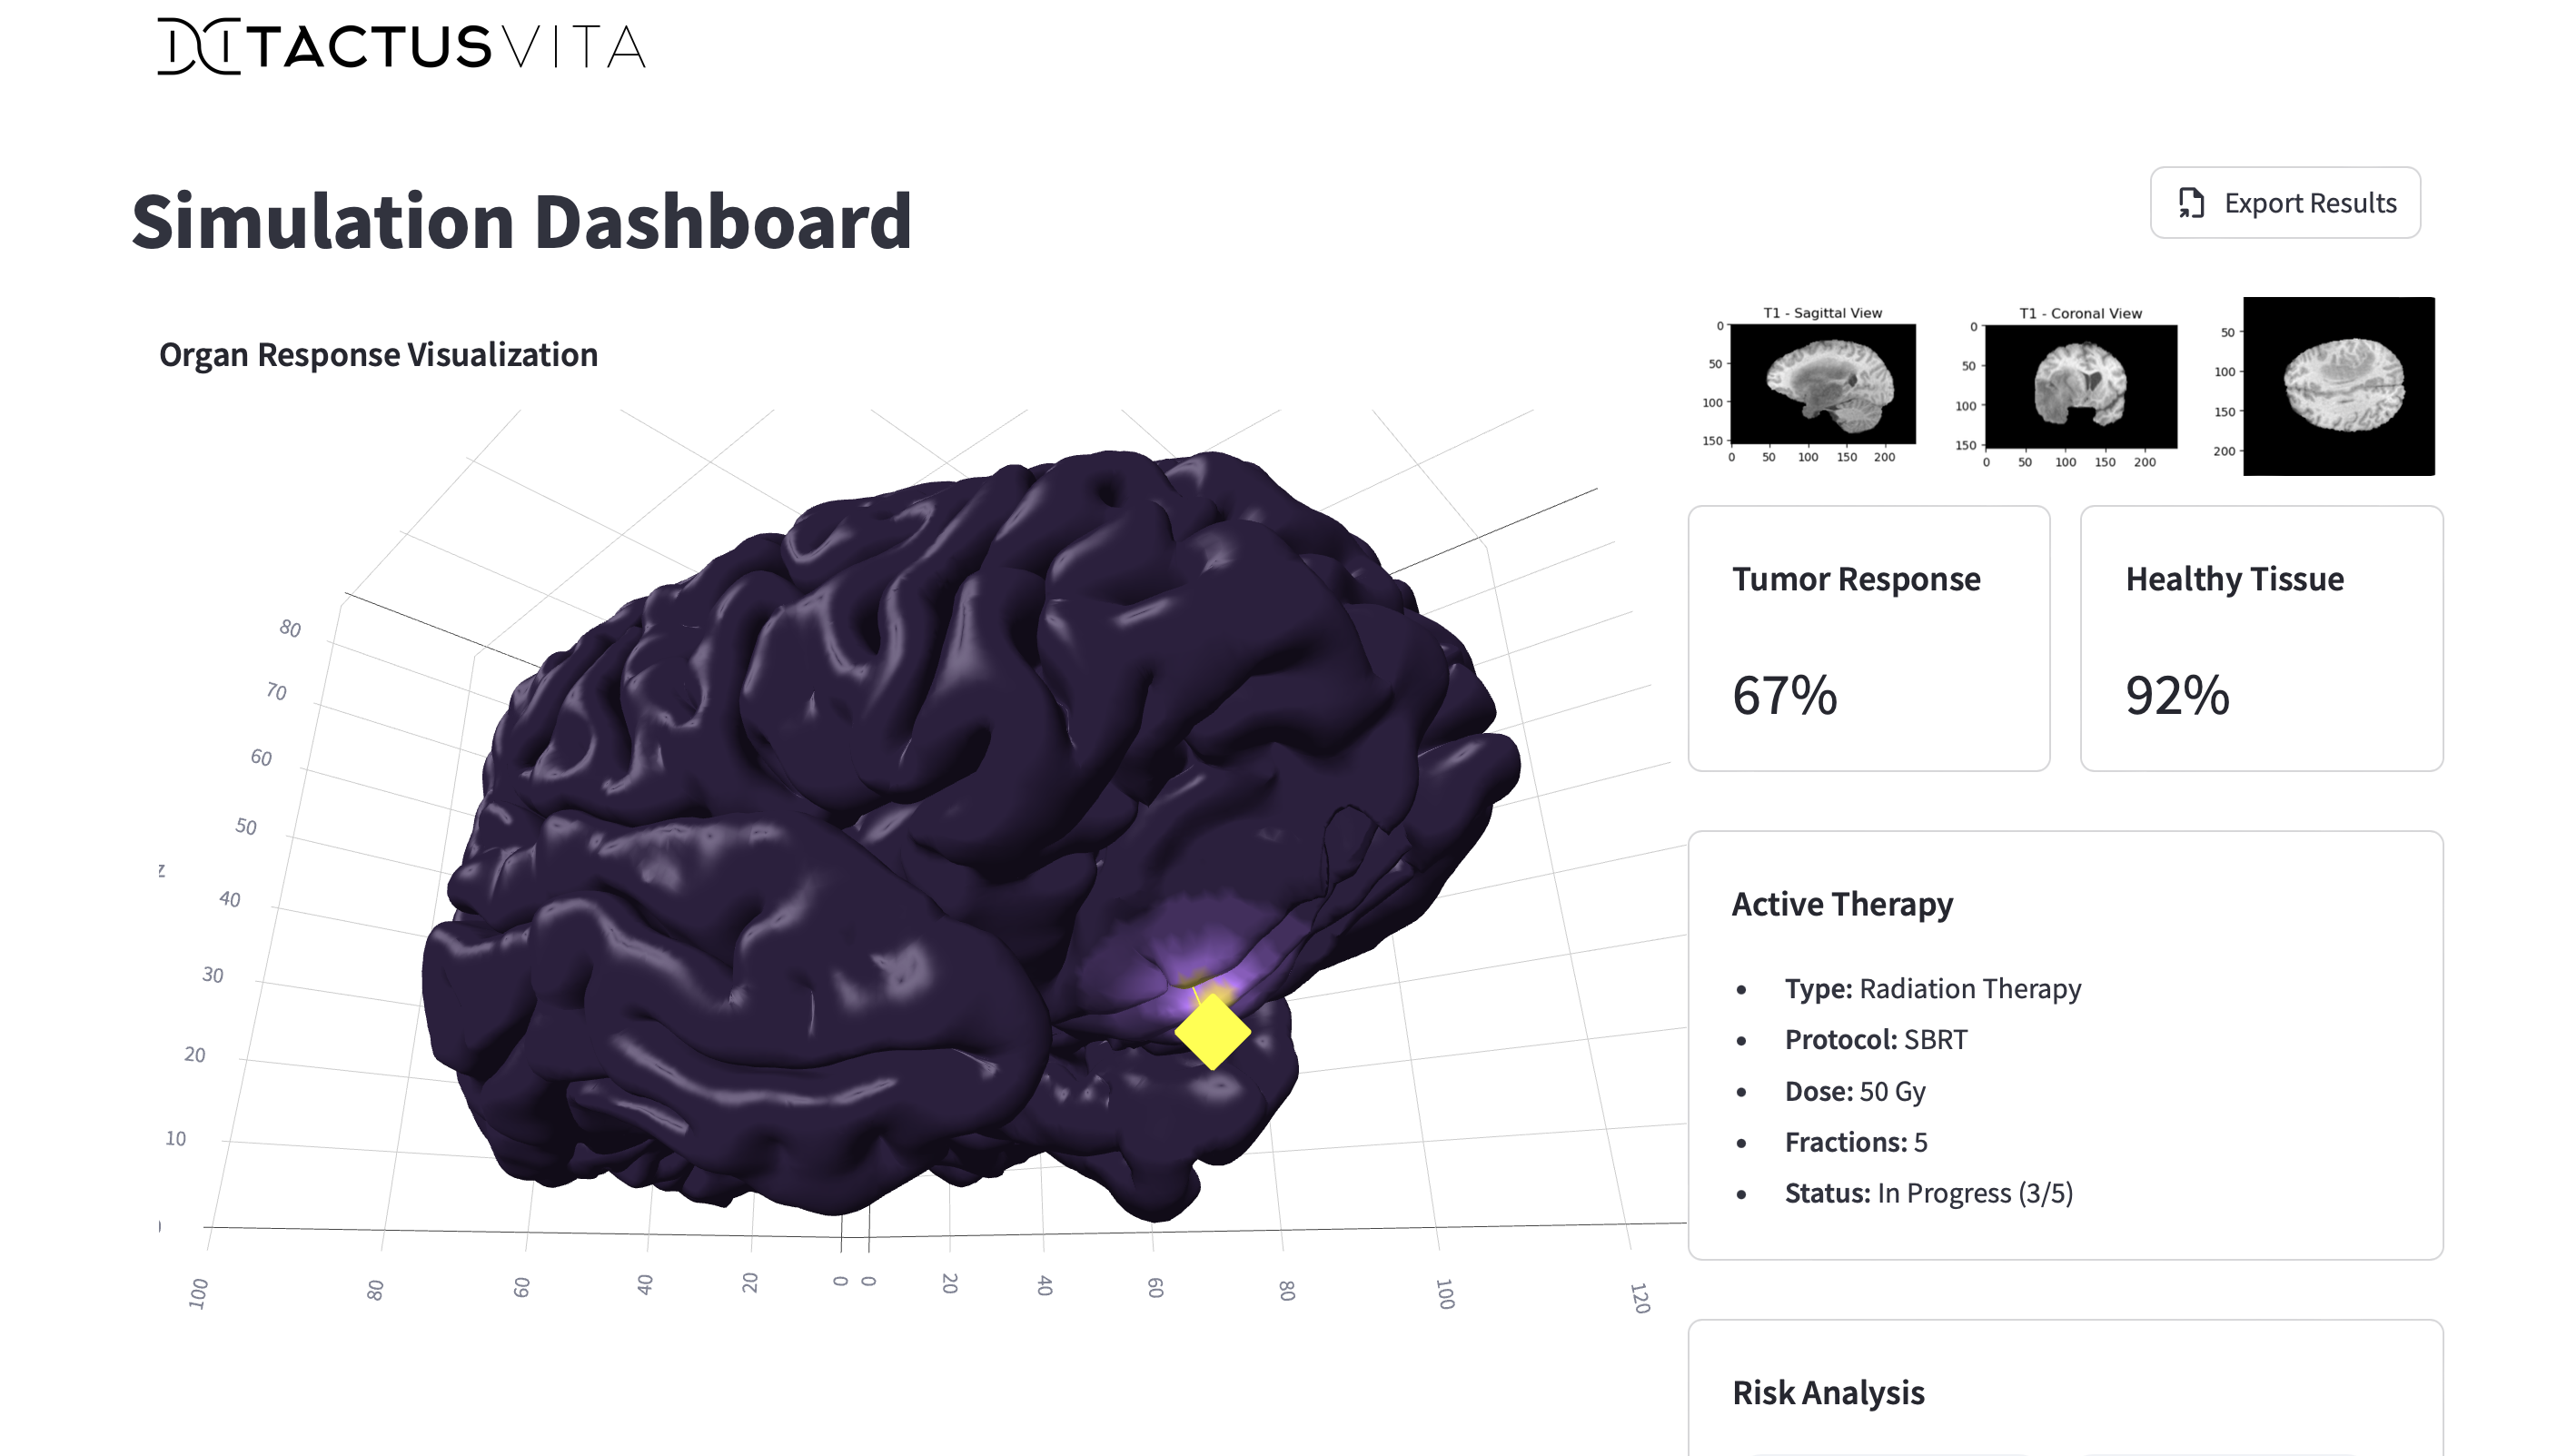 TACTUSVITA
Simulation Dashboard
Export Results
Organ Response Visualization
T1 - Sagittal View
0
50
100
150
0 50 100 150 200
T1 - Coronal View
0
50
100
150
0 50 100 150 200
50
100
150
200
80
70
60
50
z
40
30
20
10
100 80 60 40 20 0 0 20 40 60 80 100 120
Tumor Response
67%
Healthy Tissue
92%
Active Therapy
• Type: Radiation Therapy
• Protocol: SBRT
• Dose: 50 Gy
• Fractions: 5
• Status: In Progress (3/5)
Risk Analysis